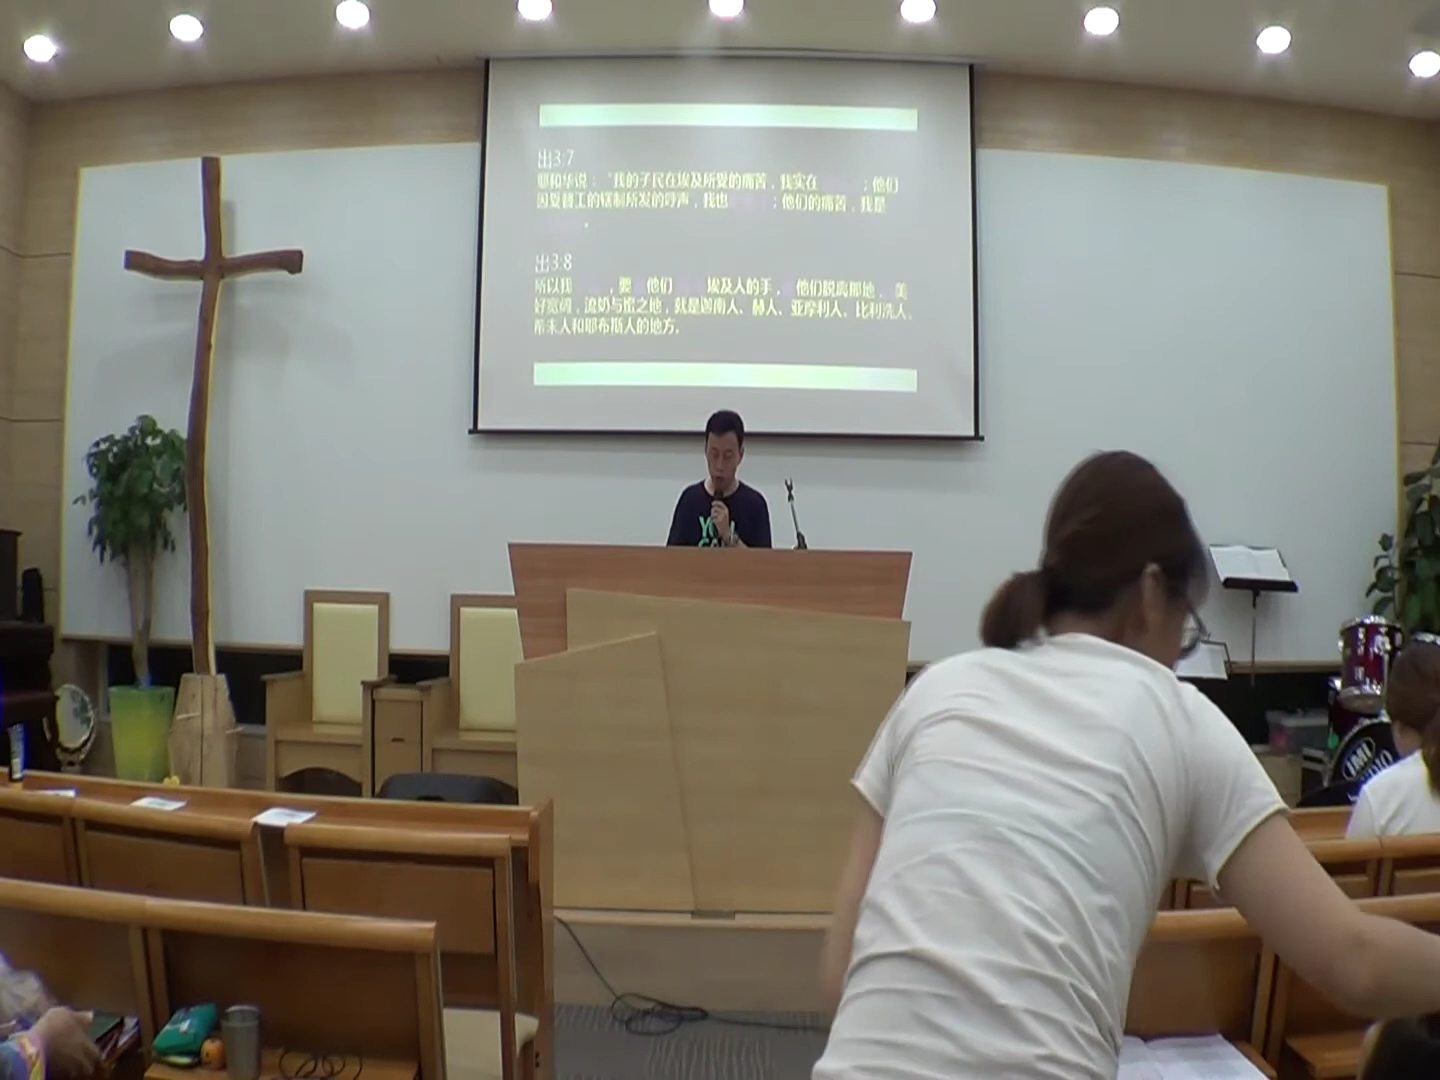 出3:7
耶和华说："我的子民在埃及所受的痛苦，我实在 ；他们
因受督工的辖制所发的呼声，我也 ；他们的痛苦，我是
。
出3:8
所以我 ，要 他们 埃及人的手， 他们脱离那地， 美
好宽阔，流奶与蜜之地，就是迦南人、赫人、亚摩利人、比利洗人、
希未人和耶布斯人的地方。